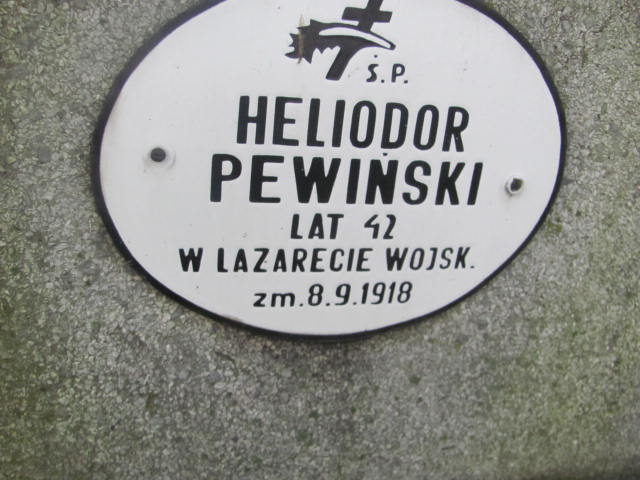 Ś.P.
HELIODOR
PEWIŃSKI
LAT 42
W LAZARECIE WOJSK.
zm.8.9.1918